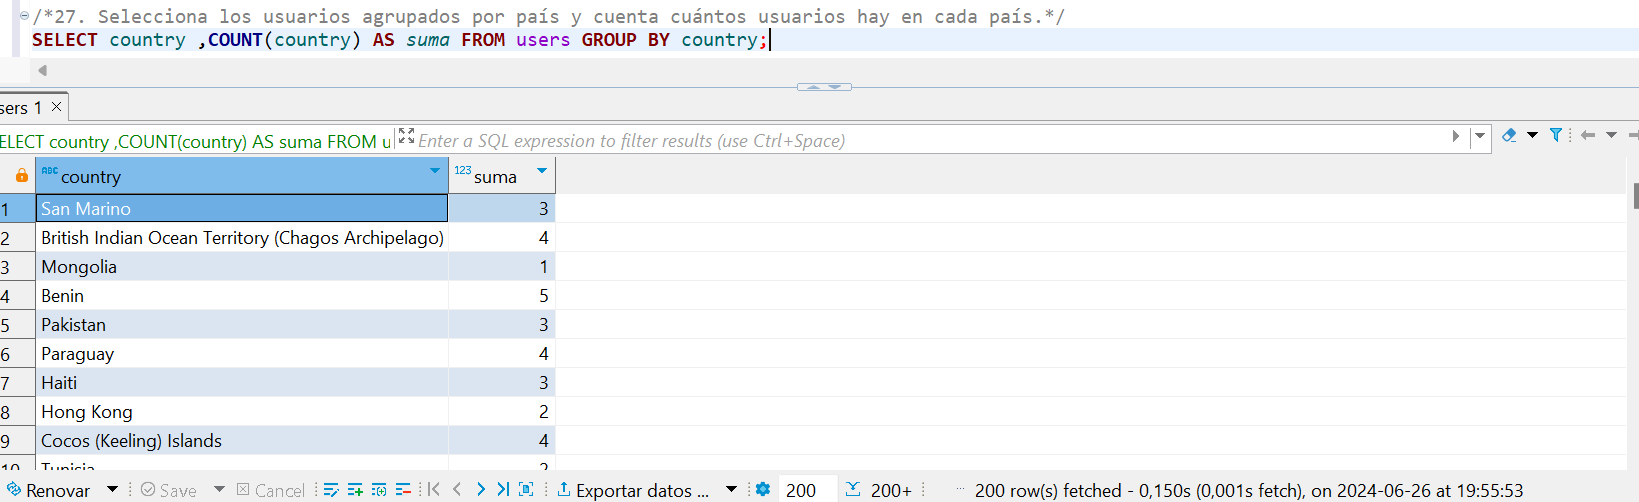 /*27. Selecciona los usuarios agrupados por país y cuenta cuántos usuarios hay en cada país.*/
SELECT country ,COUNT(country) AS suma FROM users GROUP BY country;
sers 1
ELECT country ,COUNT(country) AS suma FROM u Enter a SQL expression to filter results (use Ctrl+Space)
ABC country 123 suma
1 San Marino 3
2 British Indian Ocean Territory (Chagos Archipelago) 4
3 Mongolia 1
4 Benin 5
5 Pakistan 3
6 Paraguay 4
7 Haiti 3
8 Hong Kong 2
9 Cocos (Keeling) Islands 4
10 Tunisia 2
Renovar Save Cancel Exportar datos ... 200 200+ 200 row(s) fetched - 0,150s (0,001s fetch), on 2024-06-26 at 19:55:53